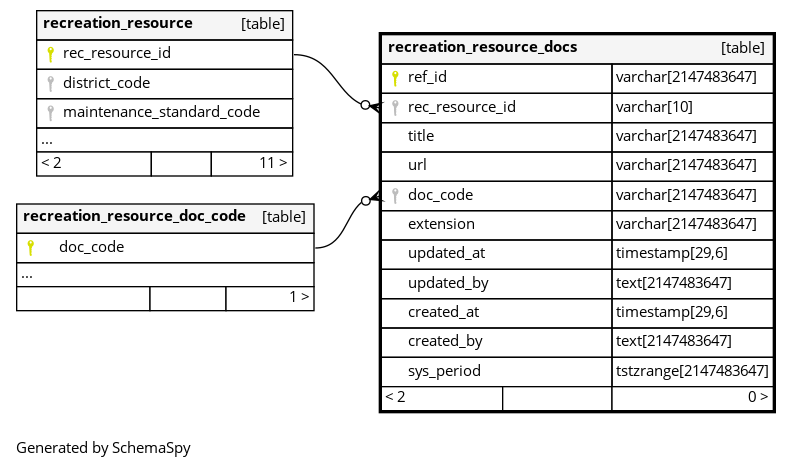 recreation_resource [table]
rec_resource_id
district_code
maintenance_standard_code
...
< 2 11 >
recreation_resource_doc_code [table]
doc_code
...
1 >
recreation_resource_docs [table]
ref_id varchar[2147483647]
rec_resource_id varchar[10]
title varchar[2147483647]
url varchar[2147483647]
doc_code varchar[2147483647]
extension varchar[2147483647]
updated_at timestamp[29,6]
updated_by text[2147483647]
created_at timestamp[29,6]
created_by text[2147483647]
sys_period tstzrange[2147483647]
< 2 0 >
Generated by SchemaSpy